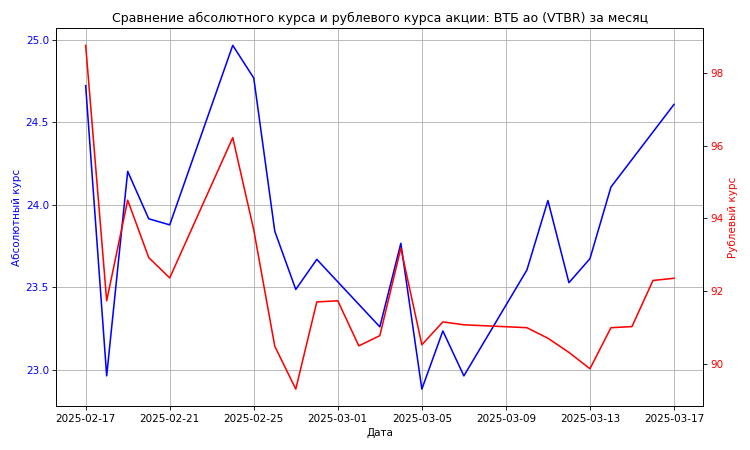 Сравнение абсолютного курса и рублевого курса акции: ВТБ ао (VTBR) за месяц
25.0
24.5
24.0
23.5
23.0
Абсолютный курс
98
96
94
92
90
Рублевый курс
2025-02-17 2025-02-21 2025-02-25 2025-03-01 2025-03-05 2025-03-09 2025-03-13 2025-03-17
Дата